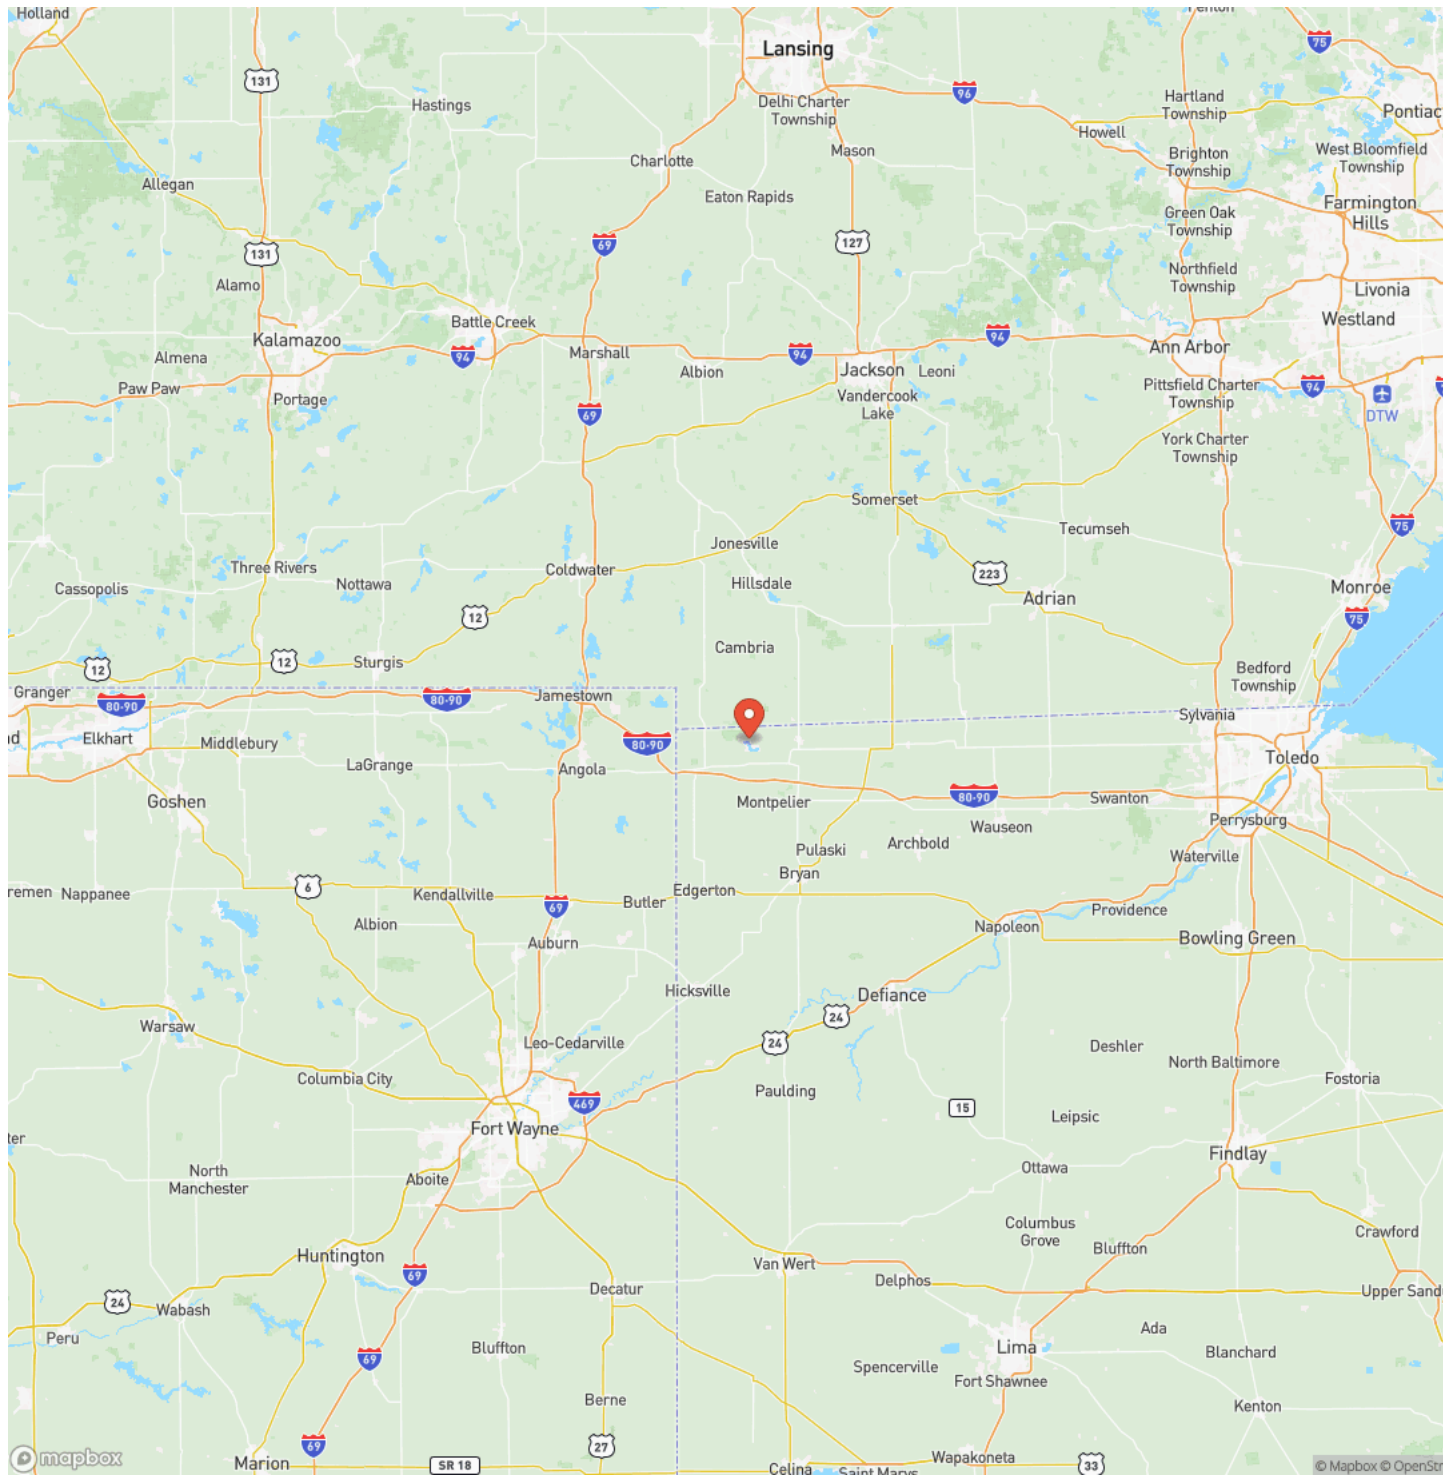 Holland
Lansing
Fenton
75
131
96
Hastings
Delhi Charter
Township
Hartland
Township
Pontiac
Howell
Charlotte
Mason
Brighton
Township
West Bloomfield
Township
Allegan
Eaton Rapids
Farmington
Hills
Green Oak
Township
69
127
131
Northfield
Township
Alamo
Livonia
Battle Creek
Westland
Kalamazoo
94
Marshall
94
94
Ann Arbor
Almena
94
Albion
Jackson
Leoni
Paw Paw
Portage
Vandercook
Lake
Pittsfield Charter
Township
94
DTW
69
York Charter
Township
Somerset
Tecumseh
75
Jonesville
Three Rivers
Nottawa
Coldwater
Hillsdale
223
Cassopolis
Adrian
Monroe
12
75
Cambria
12
Sturgis
12
Bedford
Township
Granger
80-90
80-90
Jamestown
Sylvania
Elkhart
Middlebury
80-90
LaGrange
Angola
Toledo
Goshen
Montpelier
80-90
Swanton
Wauseon
Perrysburg
Pulaski
Archbold
Waterville
Bryan
6
Nappanee
Kendallville
Butler
Edgerton
69
Albion
Providence
Auburn
Napoleon
Bowling Green
Hicksville
Defiance
24
Warsaw
Leo-Cedarville
24
Deshler
North Baltimore
Columbia City
Paulding
Fostoria
469
15
Leipsic
Fort Wayne
Findlay
North
Manchester
Aboite
Ottawa
Columbus
Grove
Crawford
Huntington
Bluffton
69
Van Wert
Delphos
Decatur
Upper Sandu
24
Wabash
Peru
Ada
Bluffton
Lima
69
Blanchard
Spencerville
Fort Shawnee
Berne
Kenton
69
27
Marion
SR 18
Wapakoneta
33
Celina
Saint Marys
mapbox
© Mapbox © OpenStr